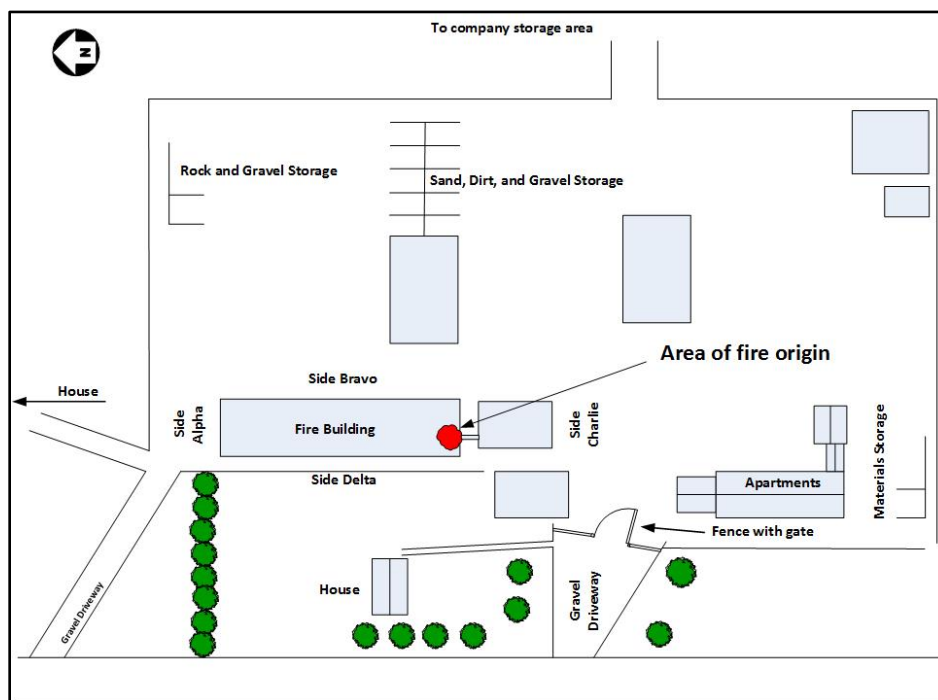 To company storage area
N
Rock and Gravel Storage
Sand, Dirt, and Gravel Storage
Area of fire origin
House
Side Bravo
Side
Alpha
Fire Building
Side
Charlie
Side Delta
Apartments
Materials Storage
Fence with gate
House
Gravel
Driveway
Gravel Driveway